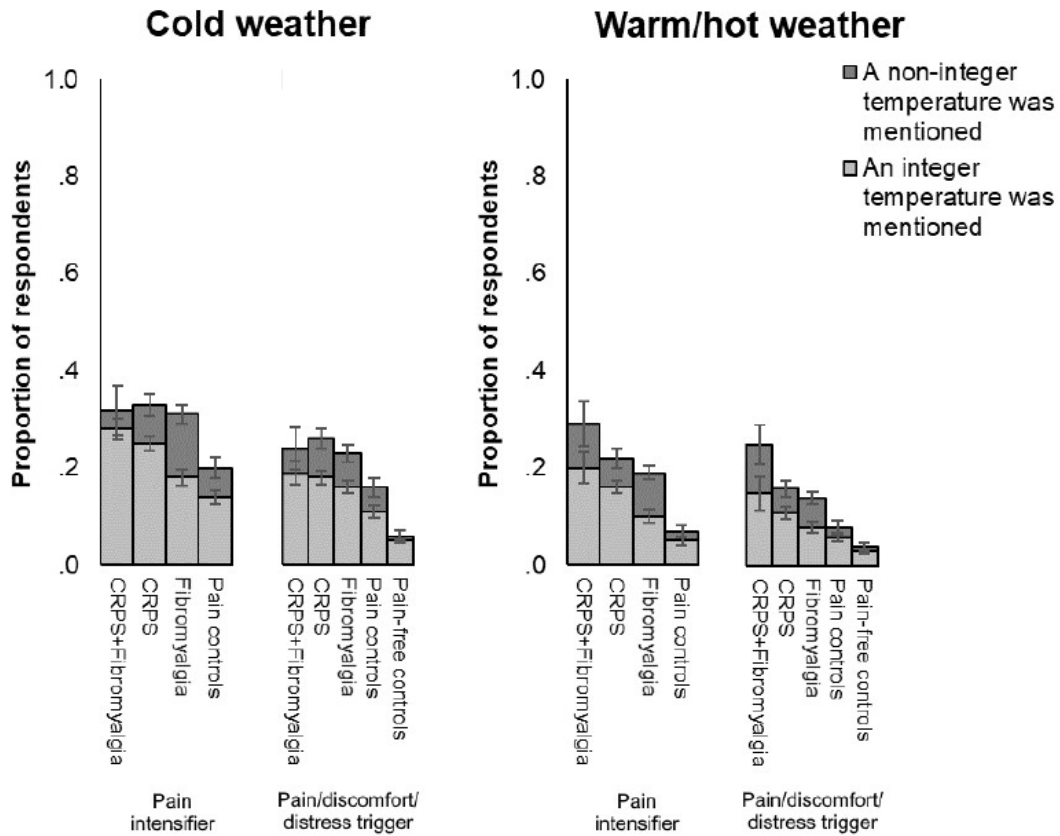 Cold weather
Warm/hot weather
A non-integer
temperature was
mentioned
An integer
temperature was
mentioned
Proportion of respondents
1.0
.8
.6
.4
.2
.0
CRPS+Fibromyalgia
CRPS
Fibromyalgia
Pain controls
Pain
intensifier
CRPS+Fibromyalgia
CRPS
Fibromyalgia
Pain controls
Pain-free controls
Pain/discomfort/
distress trigger
Proportion of respondents
1.0
.8
.6
.4
.2
.0
CRPS+Fibromyalgia
CRPS
Fibromyalgia
Pain controls
Pain
intensifier
CRPS+Fibromyalgia
CRPS
Fibromyalgia
Pain controls
Pain-free controls
Pain/discomfort/
distress trigger